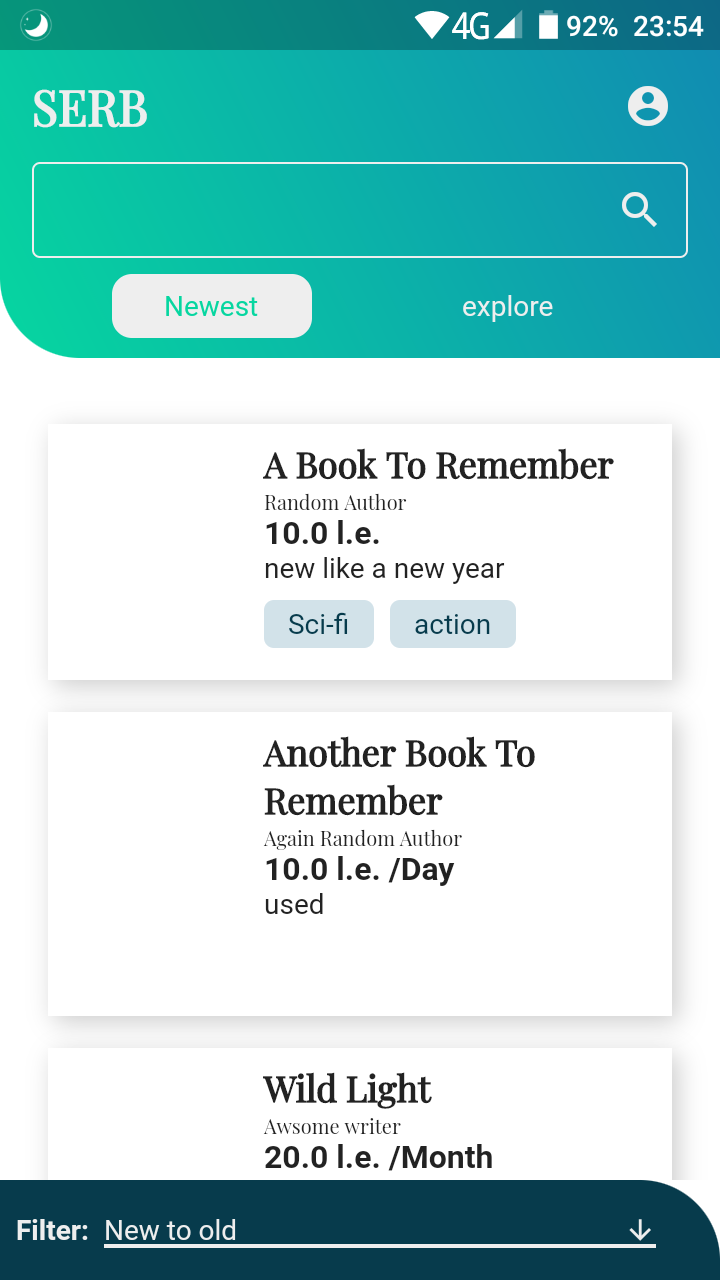 4G 92% 23:54
SERB
Newest explore
A Book To Remember
Random Author
10.0 l.e.
new like a new year
Sci-fi action
Another Book To
Remember
Again Random Author
10.0 l.e. /Day
used
Wild Light
Awsome writer
20.0 l.e. /Month
Filter: New to old